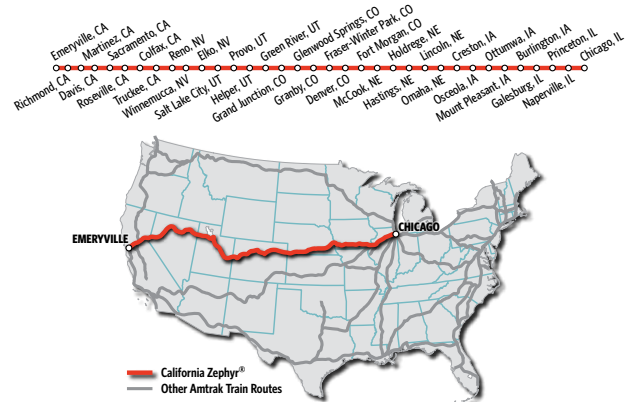 Emeryville, CA
Richmond, CA
Martinez, CA
Davis, CA
Sacramento, CA
Roseville, CA
Colfax, CA
Truckee, CA
Reno, NV
Winnemucca, NV
Elko, NV
Salt Lake City, UT
Provo, UT
Helper, UT
Green River, UT
Grand Junction, CO
Glenwood Springs, CO
Granby, CO
Fraser-Winter Park, CO
Denver, CO
Fort Morgan, CO
McCook, NE
Holdrege, NE
Hastings, NE
Lincoln, NE
Omaha, NE
Creston, IA
Osceola, IA
Ottumwa, IA
Mount Pleasant, IA
Burlington, IA
Galesburg, IL
Princeton, IL
Naperville, IL
Chicago, IL
EMERYVILLE
CHICAGO
California Zephyr®
Other Amtrak Train Routes